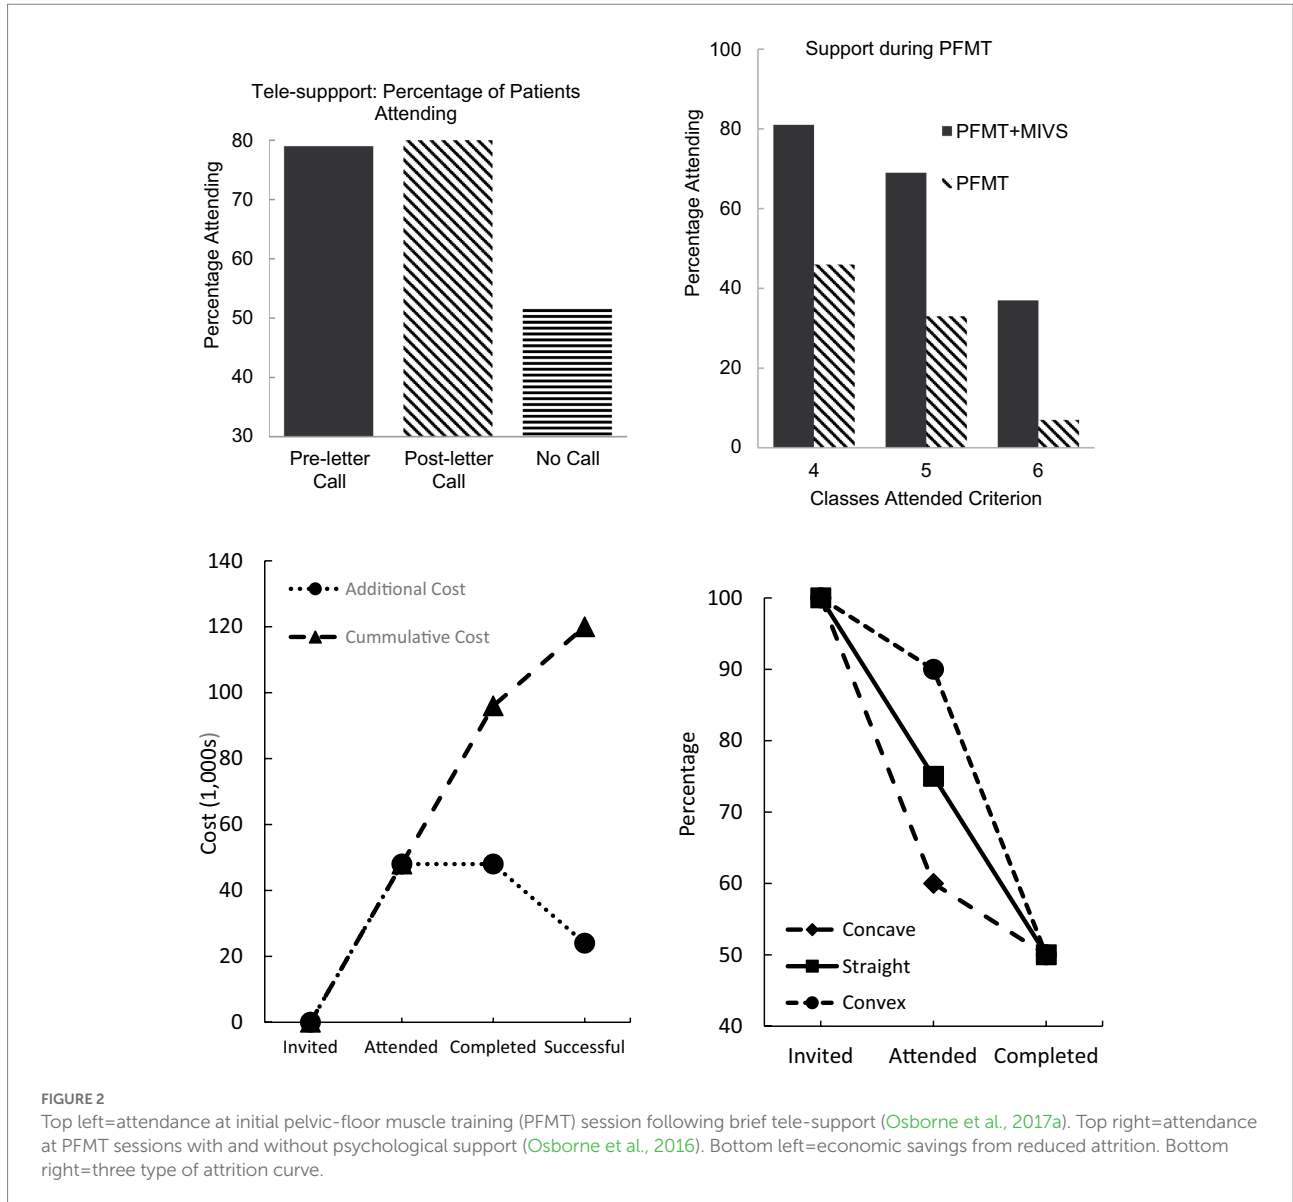 Tele-suppport: Percentage of Patients
Attending
Percentage Attending
80
70
60
50
40
30
Pre-letter
Call
Post-letter
Call
No Call
Support during PFMT
Percentage Attending
100
80
60
40
20
0
PFMT+MIVS
PFMT
4
5
6
Classes Attended Criterion
Cost (1,000s)
140
120
100
80
60
40
20
0
Additional Cost
Cummulative Cost
Invited
Attended
Completed
Successful
Percentage
100
90
80
70
60
50
40
Concave
Straight
Convex
Invited
Attended
Completed
FIGURE 2
Top left=attendance at initial pelvic-floor muscle training (PFMT) session following brief tele-support (Osborne et al., 2017a). Top right=attendance
at PFMT sessions with and without psychological support (Osborne et al., 2016). Bottom left=economic savings from reduced attrition. Bottom
right=three type of attrition curve.